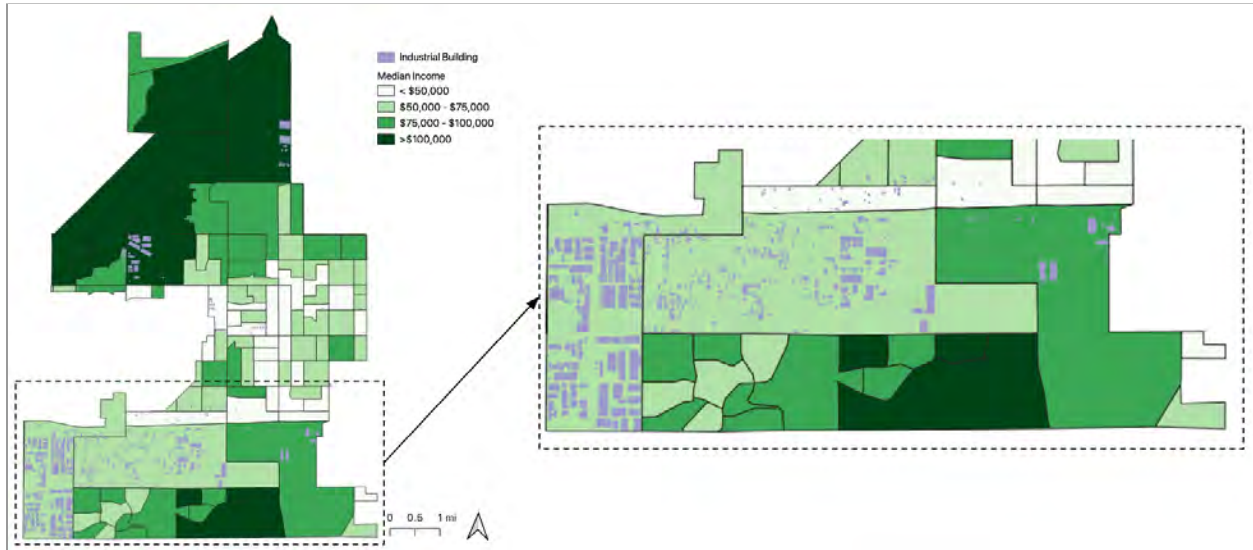 Industrial Building
Median Income
< $50,000
$50,000 - $75,000
$75,000 - $100,000
>$100,000
0 0.5 1 mi